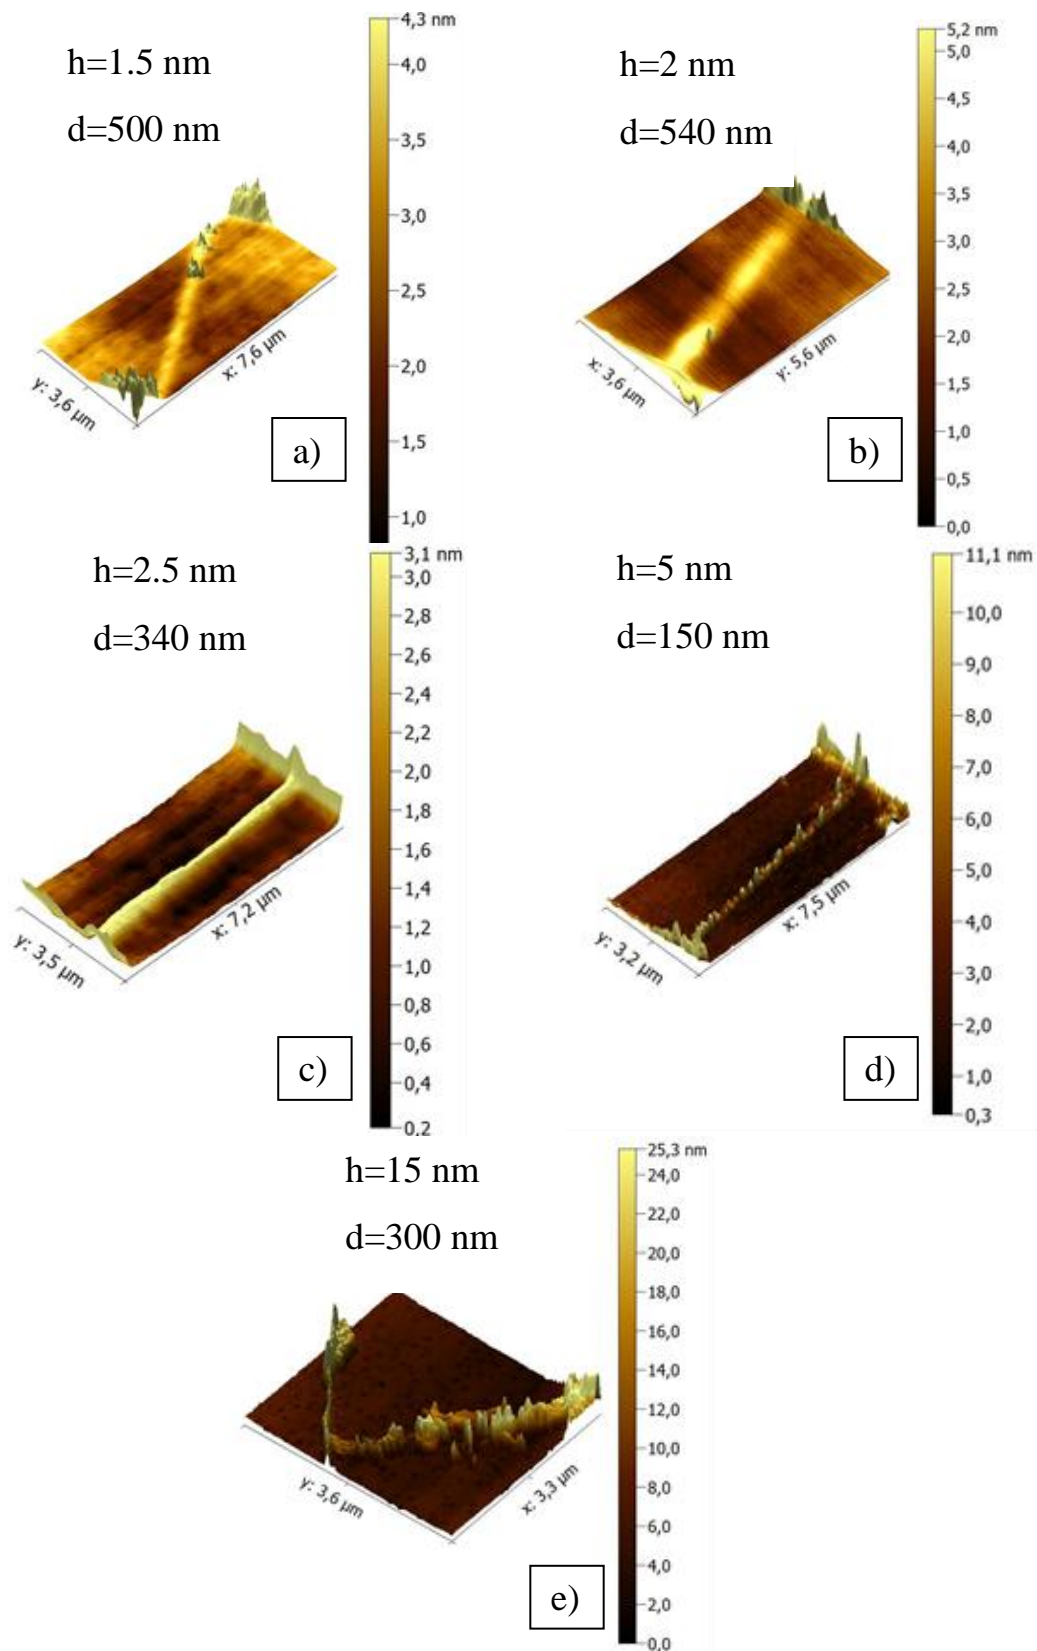 h=1.5 nm
d=500 nm
4,3 nm
4,0
3,5
3,0
2,5
2,0
1,5
1,0
x: 7,6 µm
y: 3,6 µm
a)
h=2 nm
d=540 nm
5,2 nm
5,0
4,5
4,0
3,5
3,0
2,5
2,0
1,5
1,0
0,5
0,0
x: 3,6 µm
y: 5,6 µm
b)
h=2.5 nm
d=340 nm
3,1 nm
3,0
2,8
2,6
2,4
2,2
2,0
1,8
1,6
1,4
1,2
1,0
0,8
0,6
0,4
0,2
x: 7,2 µm
y: 3,5 µm
c)
h=5 nm
d=150 nm
11,1 nm
10,0
9,0
8,0
7,0
6,0
5,0
4,0
3,0
2,0
1,0
0,3
x: 7,5 µm
y: 3,2 µm
d)
h=15 nm
d=300 nm
25,3 nm
24,0
22,0
20,0
18,0
16,0
14,0
12,0
10,0
8,0
6,0
4,0
2,0
0,0
y: 3,6 µm
x: 3,3 µm
e)